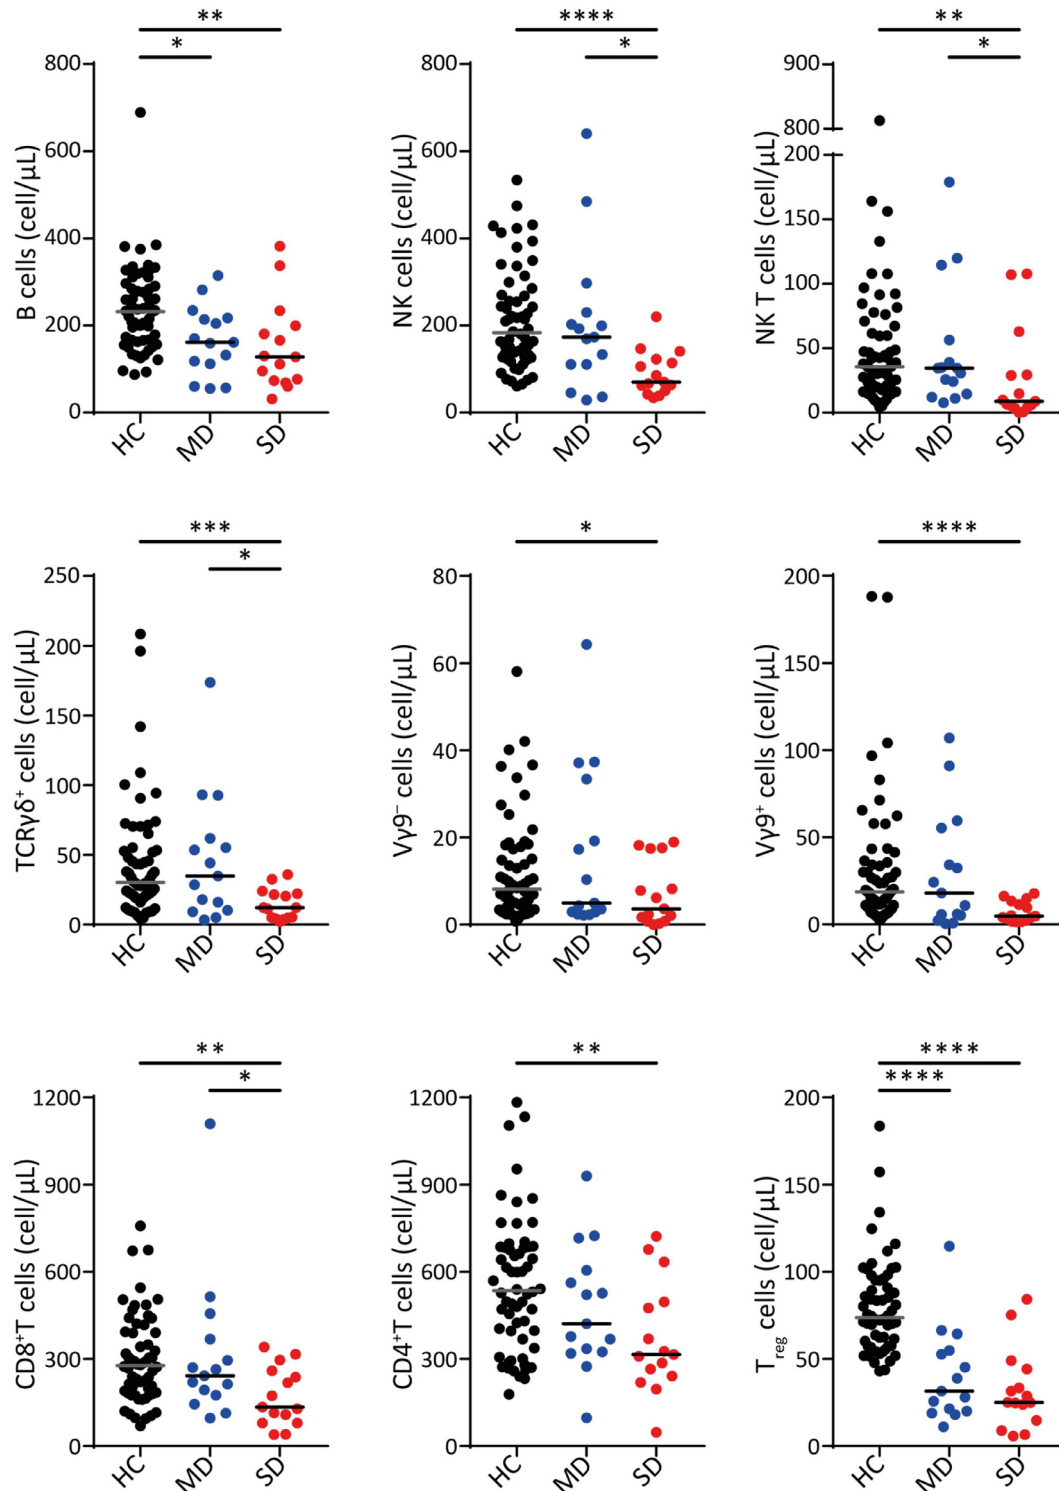 ** **** **
* * *
B cells (cell/μL) 800 600 400 200 0
NK cells (cell/μL) 800 600 400 200 0
NK T cells (cell/μL) 900 800 200 150 100 50 0
HC MD SD HC MD SD HC MD SD
*** * ****
*
TCRγδ⁺ cells (cell/μL) 250 200 150 100 50 0
Vγ9⁻ cells (cell/μL) 80 60 40 20 0
Vγ9⁺ cells (cell/μL) 200 150 100 50 0
HC MD SD HC MD SD HC MD SD
** ** ****
* ****
CD8⁺T cells (cell/μL) 1200 900 600 300 0
CD4⁺T cells (cell/μL) 1200 900 600 300 0
Treg cells (cell/μL) 200 150 100 50 0
HC MD SD HC MD SD HC MD SD